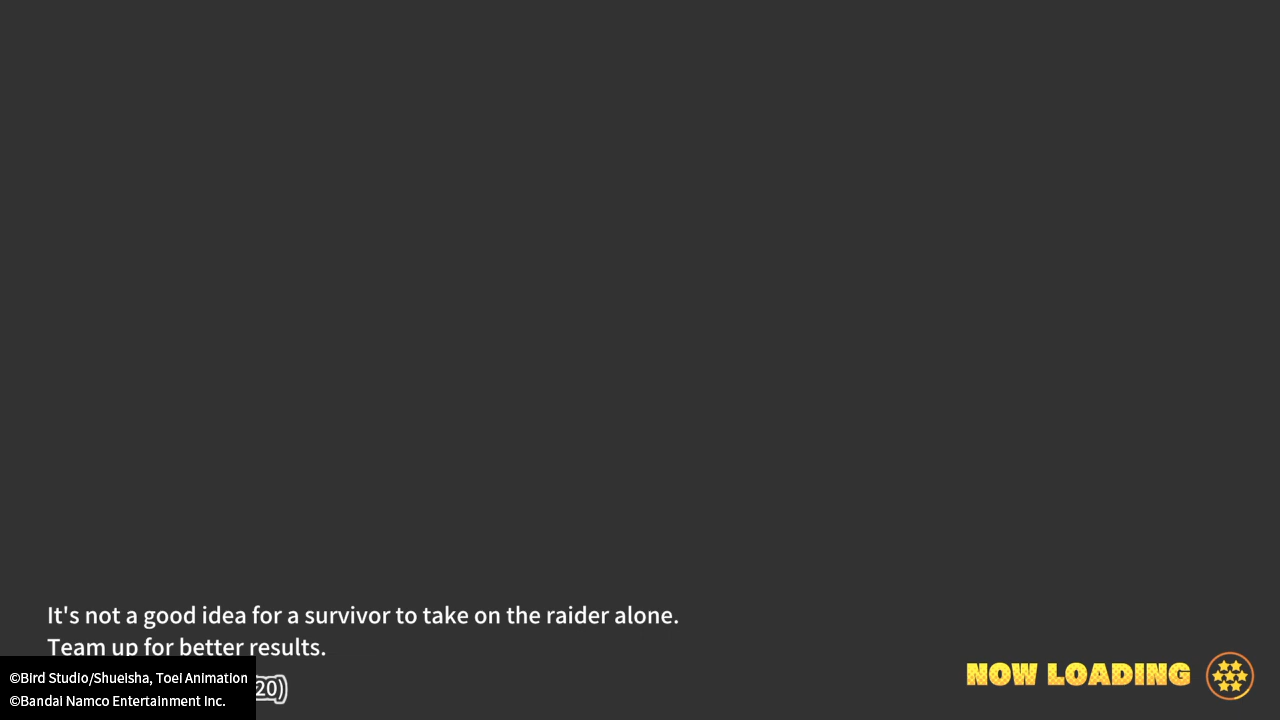 It's not a good idea for a survivor to take on the raider alone.
Team up for better results.
20)
©Bird Studio/Shueisha, Toei Animation
©Bandai Namco Entertainment Inc.
NOW LOADING